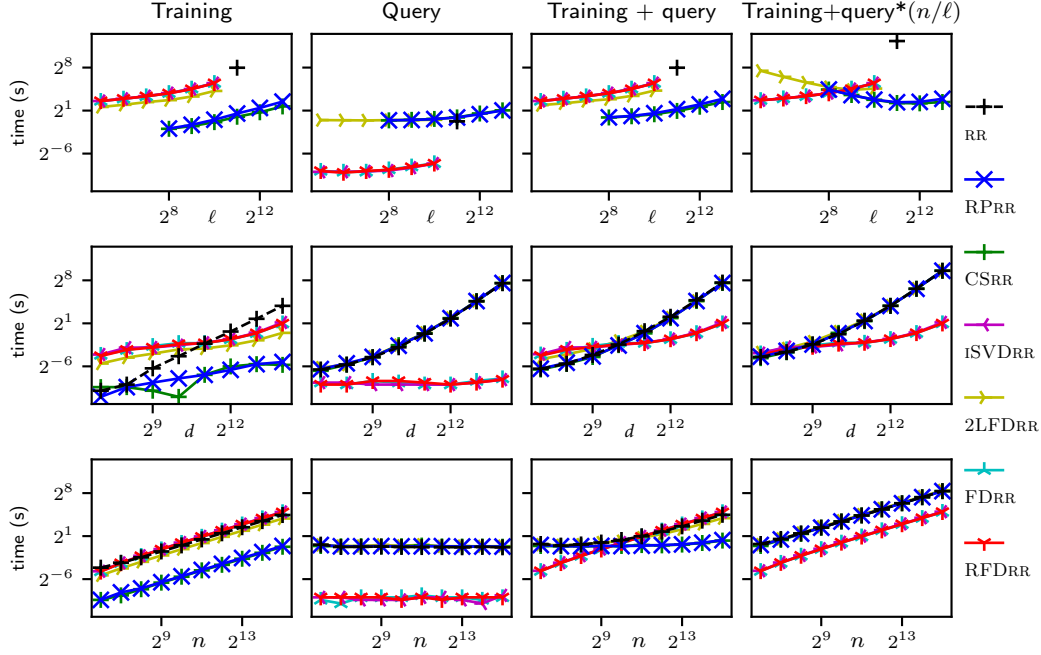 Training Query Training + query Training+query*(n/ℓ)
time (s)
2^8
2^1
2^-6
2^8 ℓ 2^12
2^8 ℓ 2^12
2^8 ℓ 2^12
2^8 ℓ 2^12
time (s)
2^8
2^1
2^-6
2^9 d 2^12
2^9 d 2^12
2^9 d 2^12
2^9 d 2^12
time (s)
2^8
2^1
2^-6
2^9 n 2^13
2^9 n 2^13
2^9 n 2^13
2^9 n 2^13
RR
RPRR
CSRR
ISVDRR
2LFDRR
FDRR
RFDRR